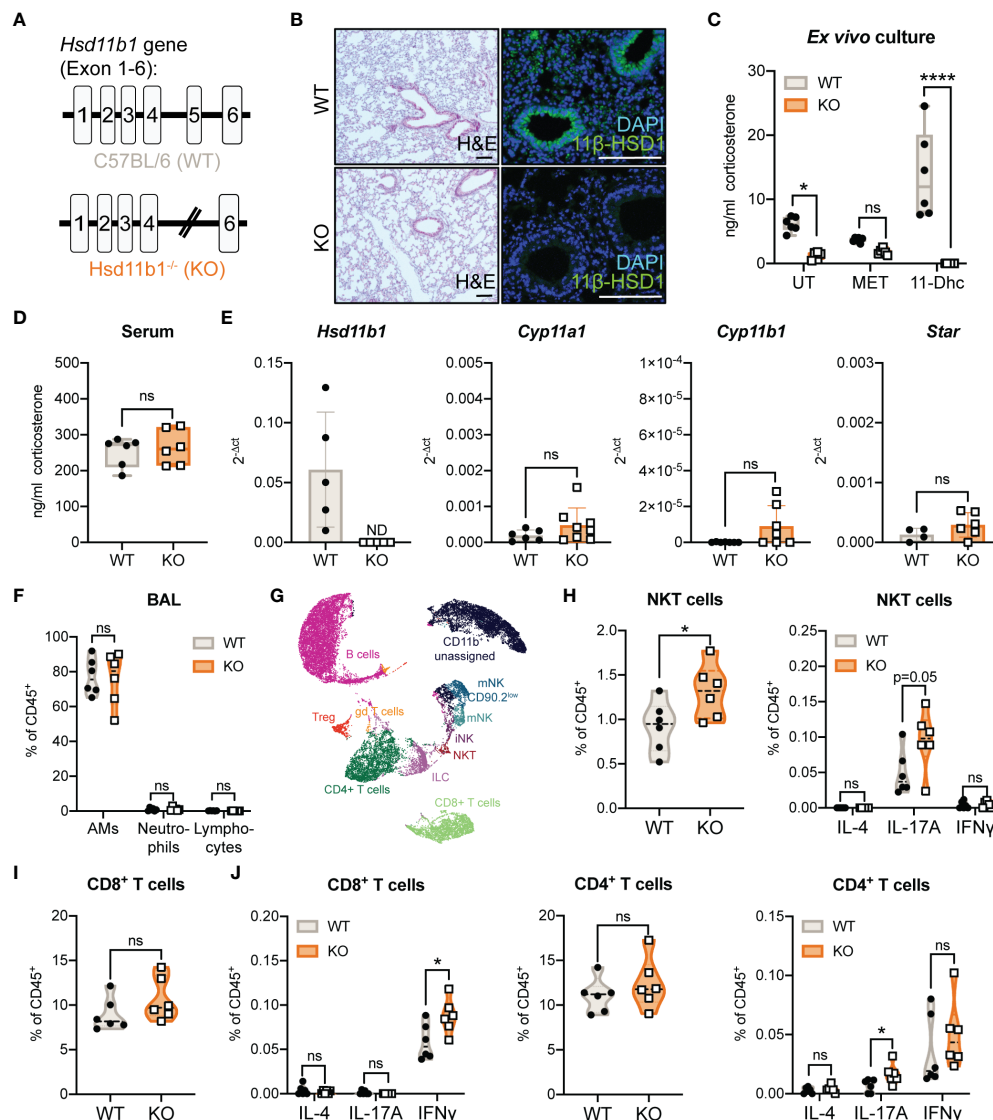 A
Hsd11b1 gene
(Exon 1-6):
1 2 3 4 5 6
C57BL/6 (WT)
1 2 3 4 6
Hsd11b1-/- (KO)
B
WT
H&E
DAPI
11β-HSD1
KO
H&E
DAPI
11β-HSD1
C
Ex vivo culture
ng/ml corticosterone
30
20
10
0
WT
KO
*
ns
****
UT MET 11-Dhc
D
Serum
ng/ml corticosterone
500
400
300
200
100
0
ns
WT KO
E
Hsd11b1
2-Δct
0.15
0.10
0.05
0.00
ND
WT KO
Cyp11a1
2-Δct
0.005
0.004
0.003
0.002
0.001
0.000
ns
WT KO
Cyp11b1
2-Δct
1×10-4
8×10-5
6×10-5
4×10-5
2×10-5
0
ns
WT KO
Star
2-Δct
0.003
0.002
0.001
0.000
ns
WT KO
F
BAL
% of CD45+
100
80
60
40
20
0
ns
WT
KO
ns
ns
AMs Neutro- Lympho-
phils cytes
G
B cells
CD11b+
unassigned
mNK
CD90.2low
mNK
gd T cells
Treg
iNK
NKT
CD4+ T cells
ILC
CD8+ T cells
H
NKT cells
% of CD45+
2.0
1.5
1.0
0.5
0.0
*
WT KO
NKT cells
% of CD45+
0.25
0.20
0.15
0.10
0.05
0.00
WT
KO
p=0.05
ns
ns
IL-4 IL-17A IFNγ
I
CD8+ T cells
% of CD45+
20
15
10
5
0
ns
WT KO
J
CD8+ T cells
% of CD45+
0.20
0.15
0.10
0.05
0.00
WT
KO
ns
ns
*
IL-4 IL-17A IFNγ
CD4+ T cells
% of CD45+
20
15
10
5
0
ns
WT KO
CD4+ T cells
% of CD45+
0.15
0.10
0.05
0.00
WT
KO
ns
*
ns
IL-4 IL-17A IFNγ